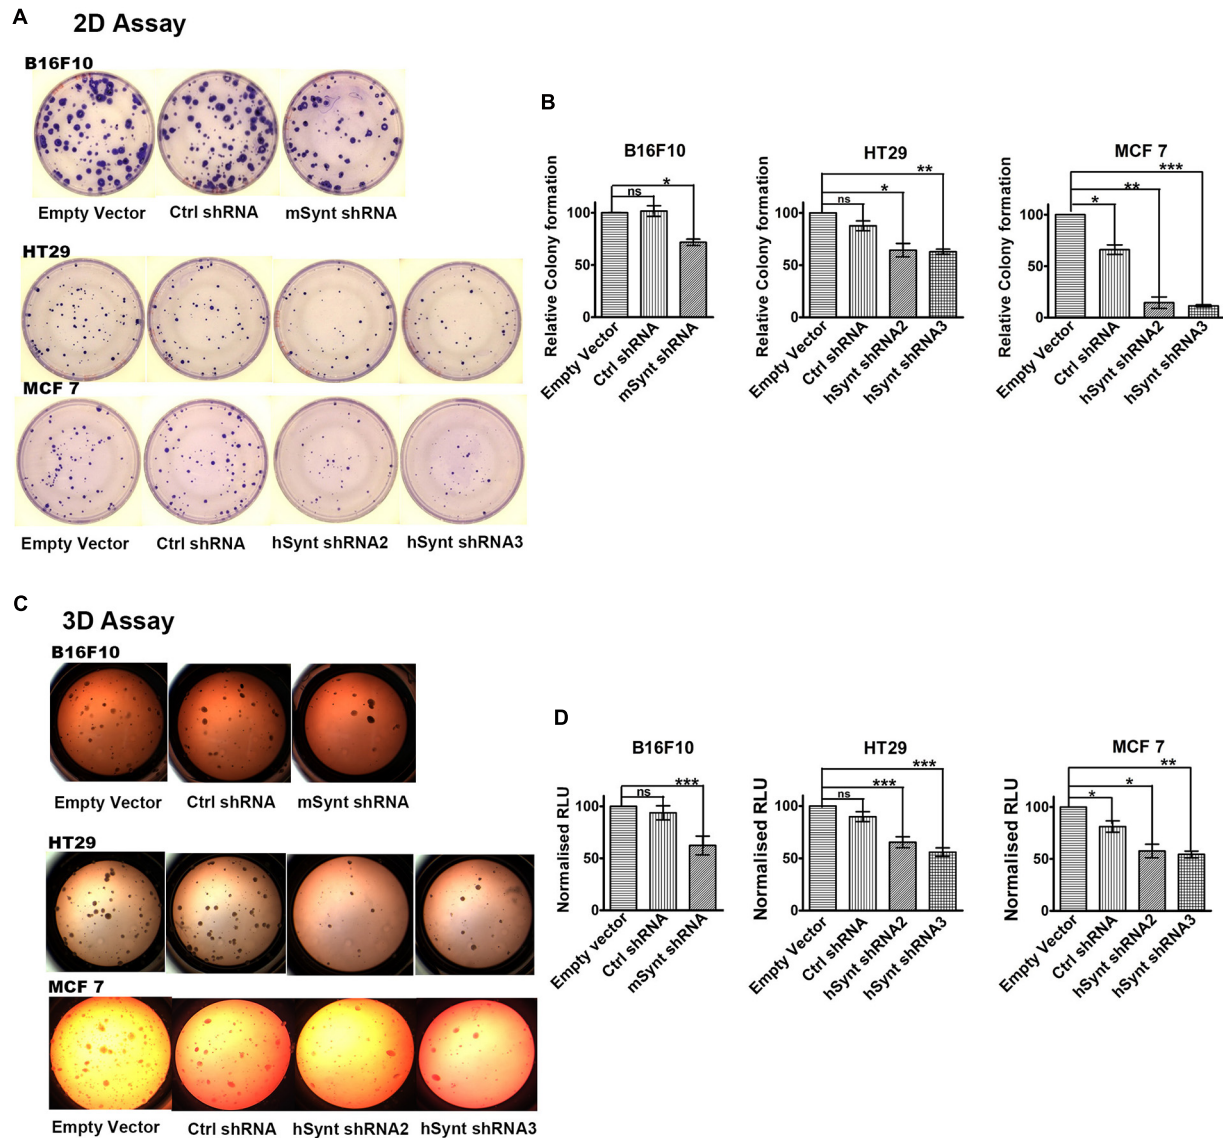 A
2D Assay
B16F10
Empty Vector
Ctrl shRNA
mSynt shRNA
HT29
MCF 7
Empty Vector
Ctrl shRNA
hSynt shRNA2
hSynt shRNA3
B
B16F10
Relative Colony formation
100
50
0
ns
*
Empty Vector
Ctrl shRNA
mSynt shRNA
HT29
Relative Colony formation
100
50
0
ns
*
**
Empty Vector
Ctrl shRNA
hSynt shRNA2
hSynt shRNA3
MCF 7
Relative Colony formation
100
50
0
*
**
***
Empty Vector
Ctrl shRNA
hSynt shRNA2
hSynt shRNA3
C
3D Assay
B16F10
Empty Vector
Ctrl shRNA
mSynt shRNA
HT29
MCF 7
Empty Vector
Ctrl shRNA
hSynt shRNA2
hSynt shRNA3
D
B16F10
Normalised RLU
100
50
0
ns
***
Empty vector
Ctrl shRNA
mSynt shRNA
HT29
Normalised RLU
100
50
0
ns
***
***
Empty Vector
Ctrl shRNA
hSynt shRNA2
hSynt shRNA3
MCF 7
Normalised RLU
100
50
0
*
*
**
Empty Vector
Ctrl shRNA
hSynt shRNA2
hSynt shRNA3